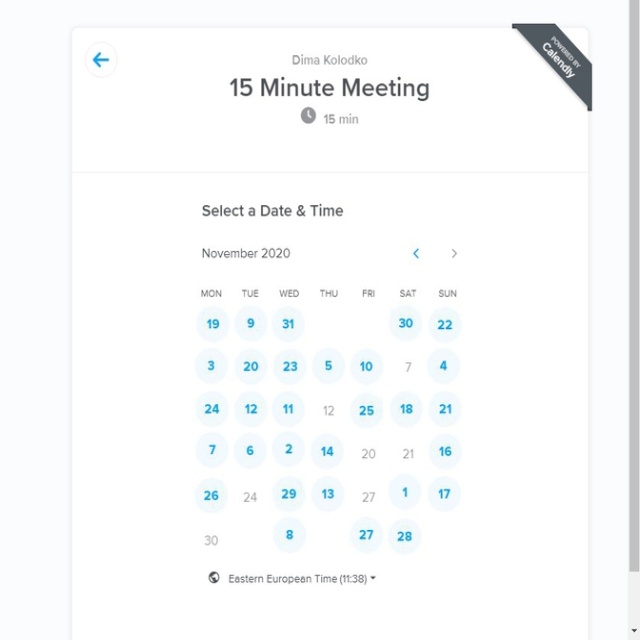 POWERED BY
Calendly
Dima Kolodko
15 Minute Meeting
15 min
Select a Date & Time
November 2020
MON TUE WED THU FRI SAT SUN
19 9 31 30 22
3 20 23 5 10 7 4
24 12 11 12 25 18 21
7 6 2 14 20 21 16
26 24 29 13 27 1 17
30 8 27 28
Eastern European Time (11:38)